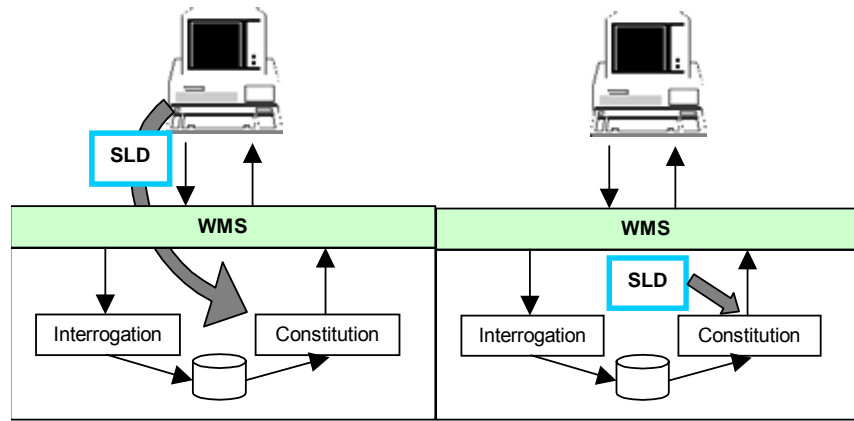 SLD
WMS
Interrogation
Constitution
WMS
SLD
Interrogation
Constitution